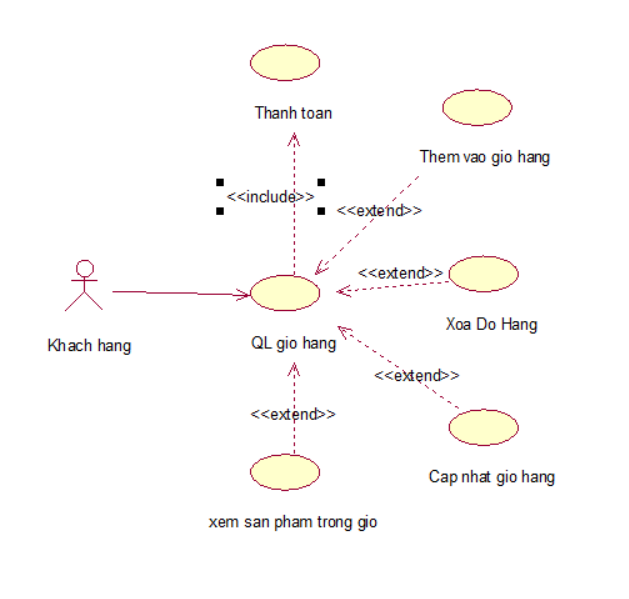 Thanh toan
Them vao gio hang
<<include>>
<<extend>>
<<extend>>
Xoa Do Hang
Khach hang
QL gio hang
<<extend>>
<<extend>>
Cap nhat gio hang
xem san pham trong gio